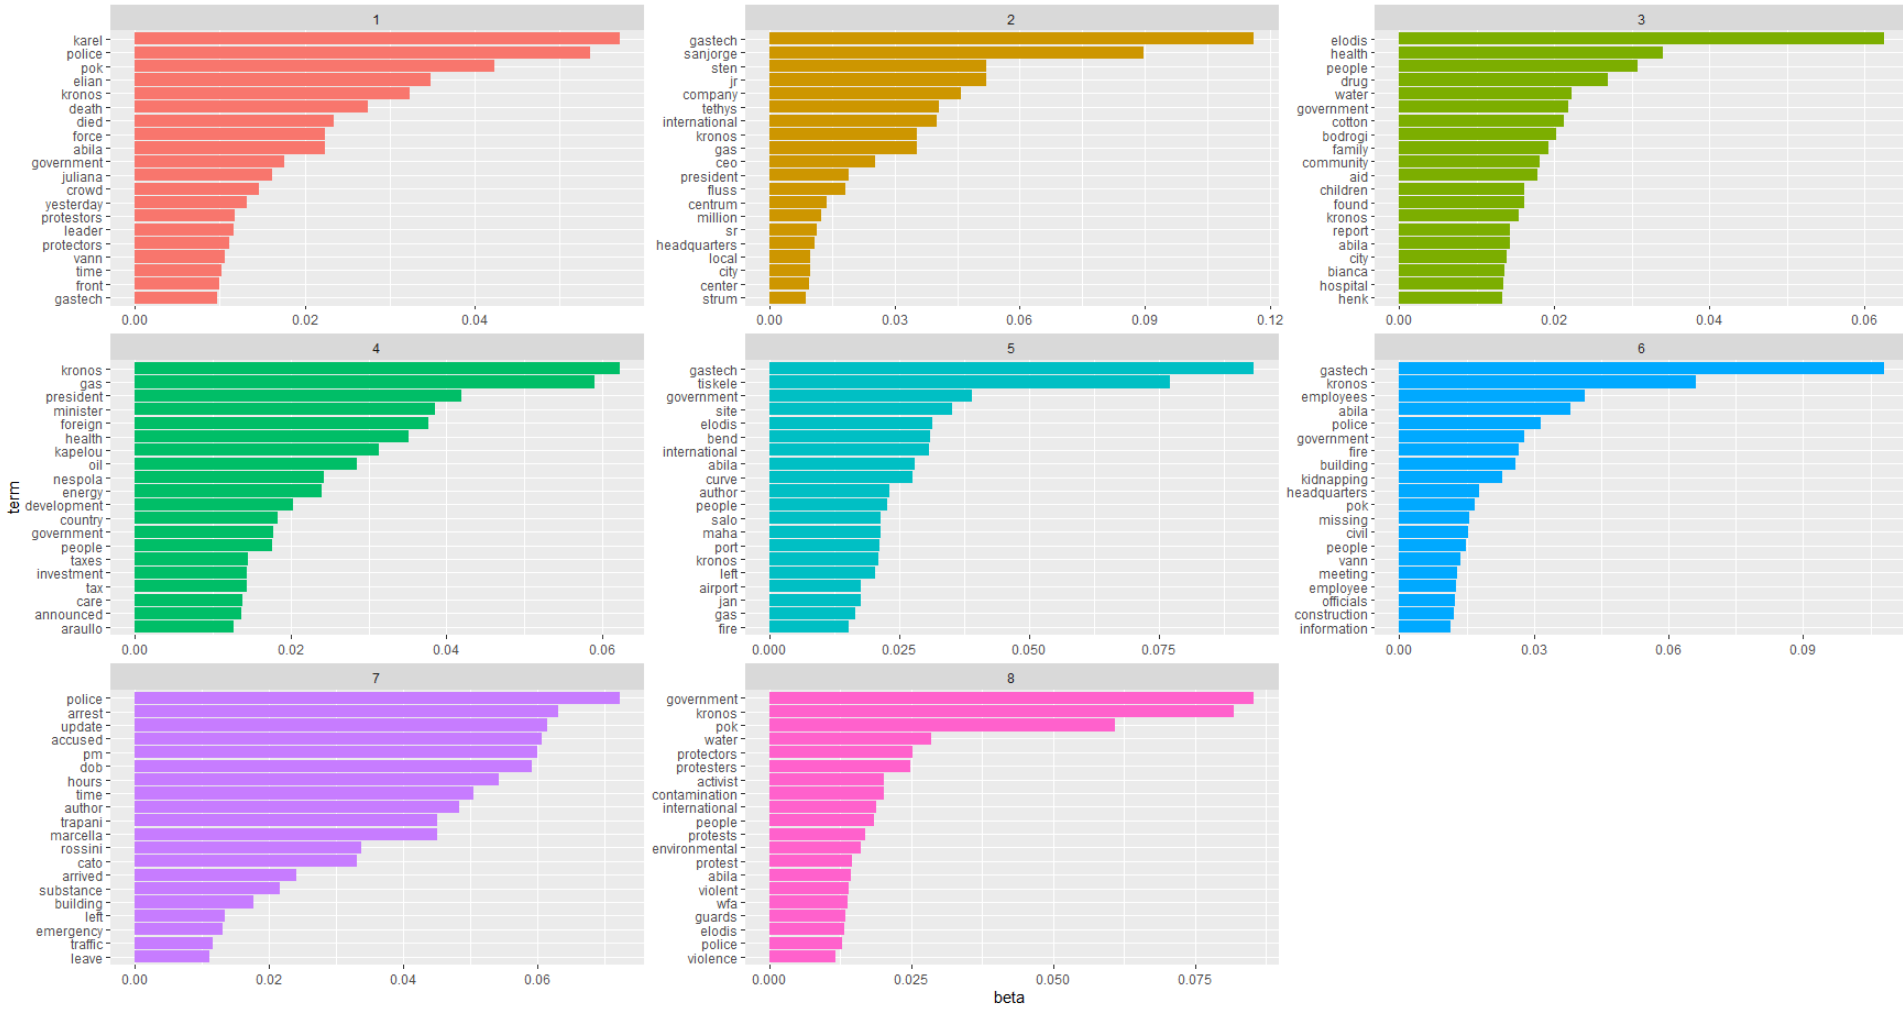 1
karel
police
pok
elian
kronos
death
died
force
abila
government
juliana
crowd
yesterday
protestors
leader
protectors
vann
time
front
gastech
0.00 0.02 0.04
2
gastech
sanjorge
sten
jr
company
tethys
international
kronos
gas
ceo
president
fluss
centrum
million
sr
headquarters
local
city
center
strum
0.00 0.03 0.06 0.09 0.12
3
elodis
health
people
drug
water
government
cotton
bodrogi
family
community
aid
children
found
kronos
report
abila
city
bianca
hospital
henk
0.00 0.02 0.04 0.06
term
4
kronos
gas
president
minister
foreign
health
kapelou
oil
nespola
energy
development
country
government
people
taxes
investment
tax
care
announced
araullo
0.00 0.02 0.04 0.06
5
gastech
tiskele
government
site
elodis
bend
international
abila
curve
author
people
salo
maha
port
kronos
left
airport
jan
gas
fire
0.000 0.025 0.050 0.075
6
gastech
kronos
employees
abila
police
government
fire
building
kidnapping
headquarters
pok
missing
civil
people
vann
meeting
employee
officials
construction
information
0.00 0.03 0.06 0.09
7
police
arrest
update
accused
pm
dob
hours
time
author
trapani
marcella
rossini
cato
arrived
substance
building
left
emergency
traffic
leave
0.00 0.02 0.04 0.06
8
government
kronos
pok
water
protectors
protesters
activist
contamination
international
people
protests
environmental
protest
abila
violent
wfa
guards
elodis
police
violence
0.000 0.025 0.050 0.075
beta